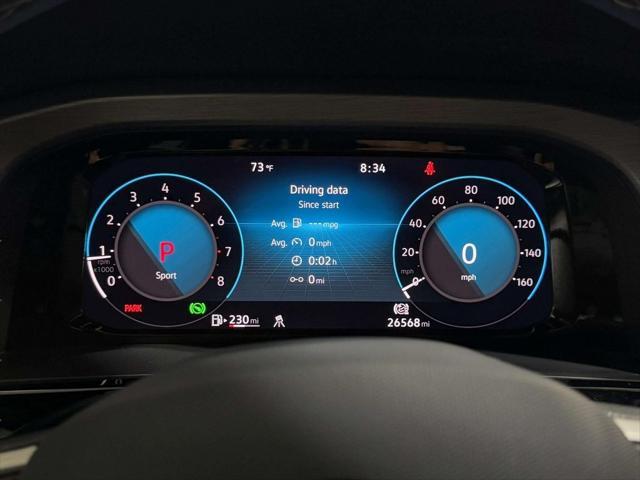 73 °F
8:34
Driving data
Since start
Avg. --- mpg
Avg. 0 mph
0:02 h
0 mi
0 1 2 3 4 5 6 7 8
rpm
x1000
P
Sport
PARK
0 20 40 60 80 100 120 140 160
mph
0
mph
230 mi
26568 mi